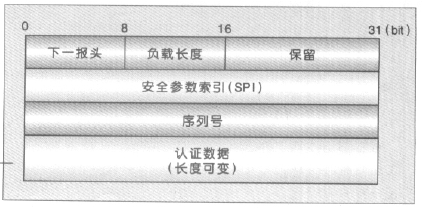 0 8 16 31 (bit)
下一报头 负载长度 保留
安全参数索引(SPI)
序列号
认证数据
(长度可变)